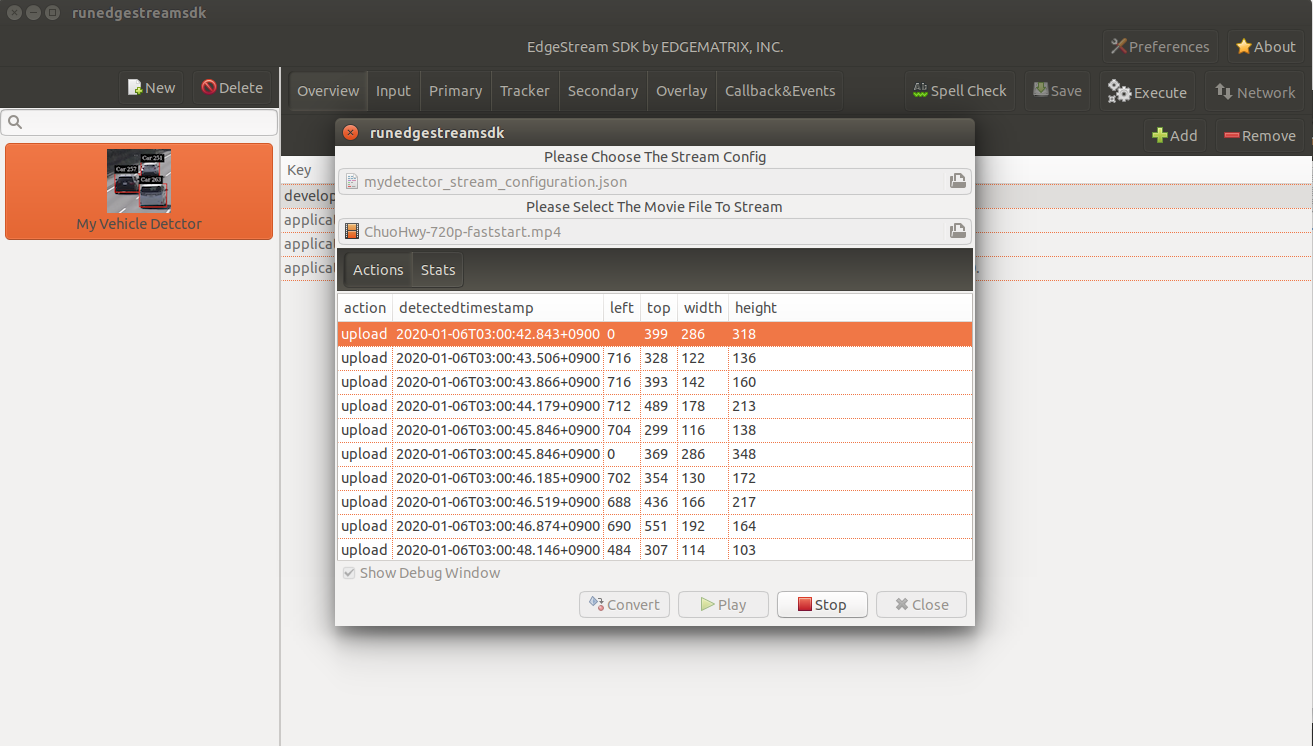 runedgestreamsdk
EdgeStream SDK by EDGEMATRIX, INC.
Preferences
About
New
Delete
Overview
Input
Primary
Tracker
Secondary
Overlay
Callback&Events
Spell Check
Save
Execute
Network
Add
Remove
Car 251
Car 257
Car 263
My Vehicle Detctor
Key
develop
applicat
applicat
applicat
runedgestreamsdk
Please Choose The Stream Config
mydetector_stream_configuration.json
Please Select The Movie File To Stream
ChuoHwy-720p-faststart.mp4
Actions
Stats
action detectedtimestamp left top width height
upload 2020-01-06T03:00:42.843+0900 0 399 286 318
upload 2020-01-06T03:00:43.506+0900 716 328 122 136
upload 2020-01-06T03:00:43.866+0900 716 393 142 160
upload 2020-01-06T03:00:44.179+0900 712 489 178 213
upload 2020-01-06T03:00:45.846+0900 704 299 116 138
upload 2020-01-06T03:00:45.846+0900 0 369 286 348
upload 2020-01-06T03:00:46.185+0900 702 354 130 172
upload 2020-01-06T03:00:46.519+0900 688 436 166 217
upload 2020-01-06T03:00:46.874+0900 690 551 192 164
upload 2020-01-06T03:00:48.146+0900 484 307 114 103
Show Debug Window
Convert
Play
Stop
Close